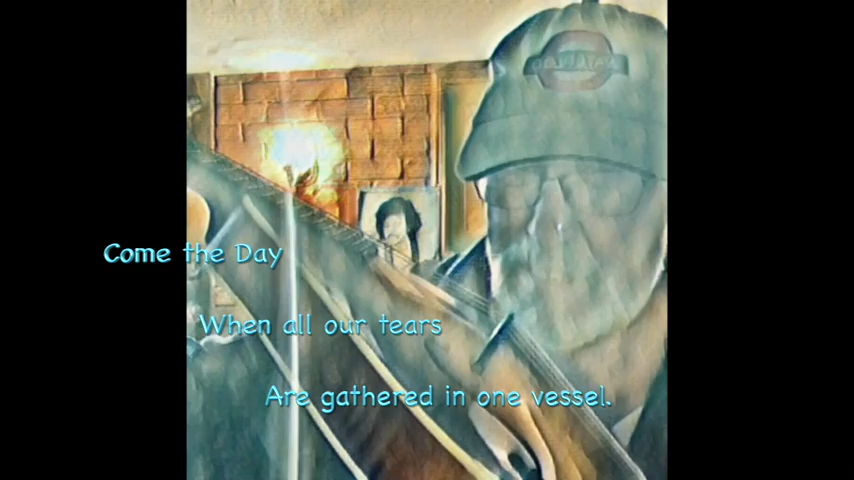 Come the Day
When all our tears
Are gathered in one vessel.